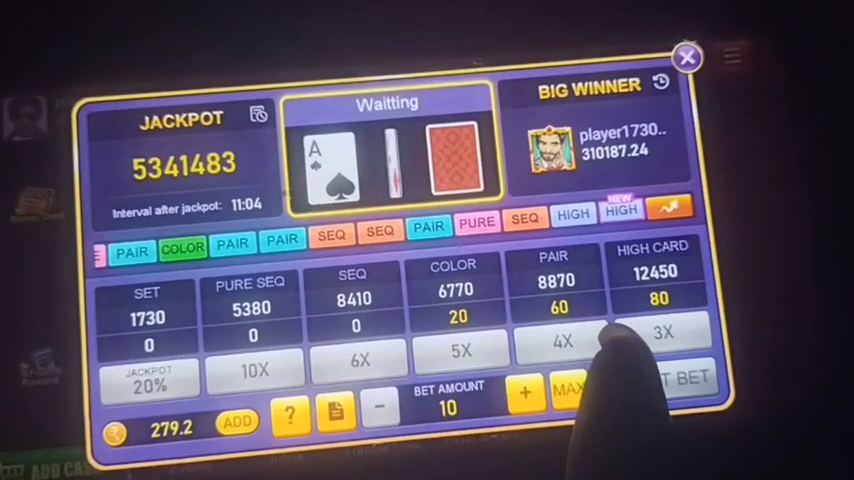 JACKPOT
5341483
Interval after jackpot: 11:04
Waitting
A
BIG WINNER
player1730..
310187.24
PAIR COLOR PAIR PAIR SEQ SEQ PAIR PURE SEQ HIGH HIGH
NEW
SET PURE SEQ SEQ COLOR PAIR HIGH CARD
1730 5380 8410 6770 8870 12450
0 0 0 20 60 80
JACKPOT
20% 10X 6X 5X 4X 3X
279.2 ADD ? - BET AMOUNT + MAX T BET
10
ADD CAS